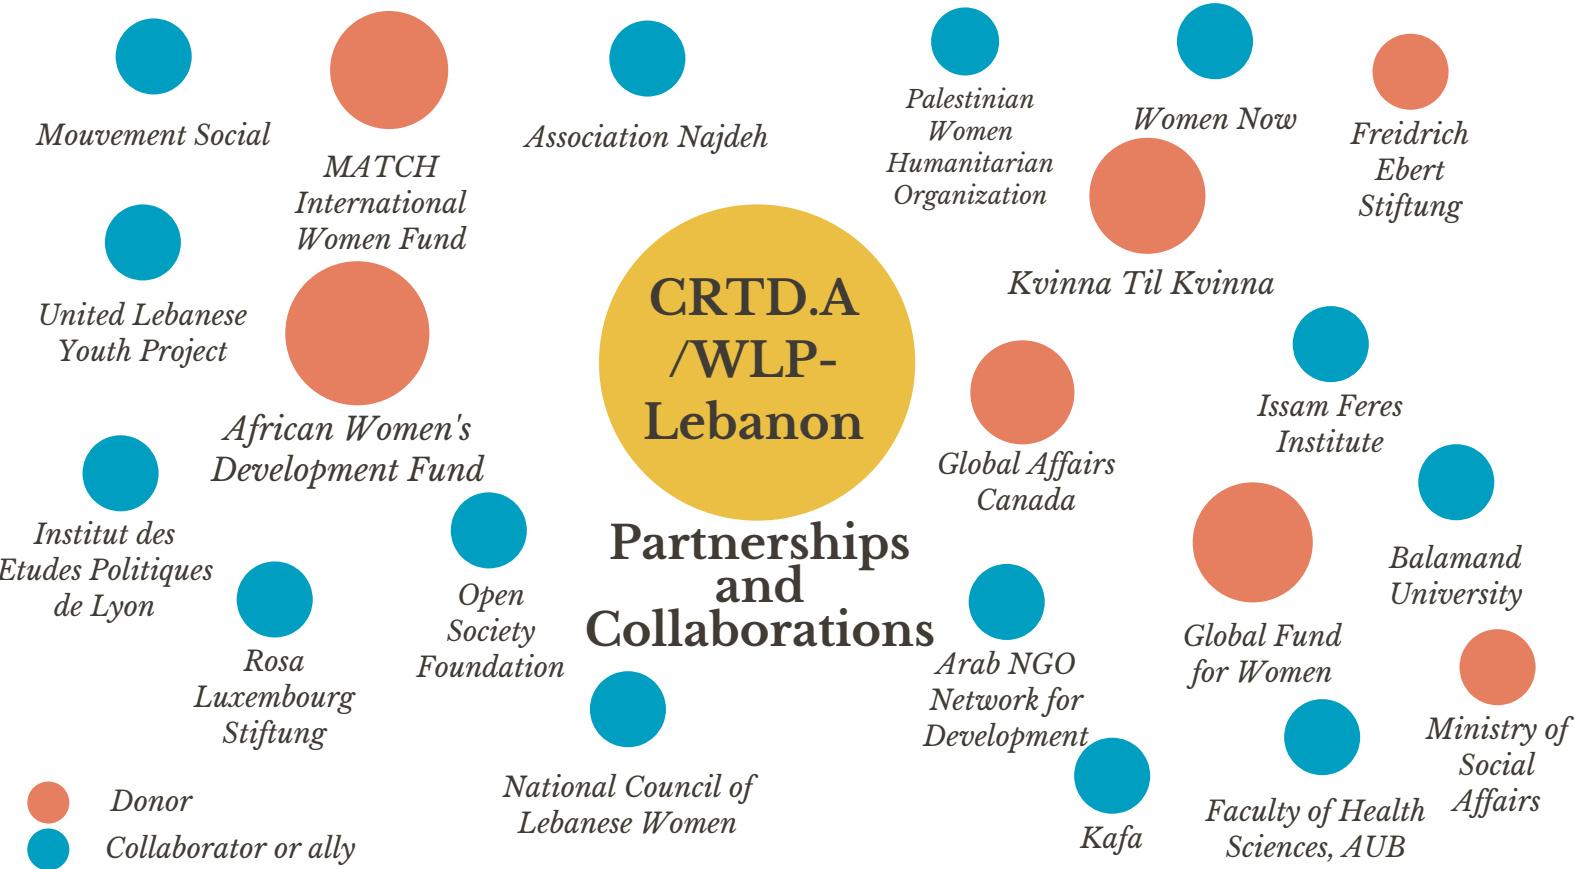 Mouvement Social
MATCH
International
Women Fund
Association Najdeh
Palestinian
Women
Humanitarian
Organization
Women Now
Freidrich
Ebert
Stiftung
United Lebanese
Youth Project
Kvinna Til Kvinna
CRTD.A
/WLP-
Lebanon
African Women's
Development Fund
Global Affairs
Canada
Issam Feres
Institute
Institut des
Etudes Politiques
de Lyon
Partnerships
and
Collaborations
Balamand
University
Open
Society
Foundation
Rosa
Luxembourg
Stiftung
Arab NGO
Network for
Development
Global Fund
for Women
Ministry of
Social
Affairs
National Council of
Lebanese Women
Kafa
Faculty of Health
Sciences, AUB
Donor
Collaborator or ally